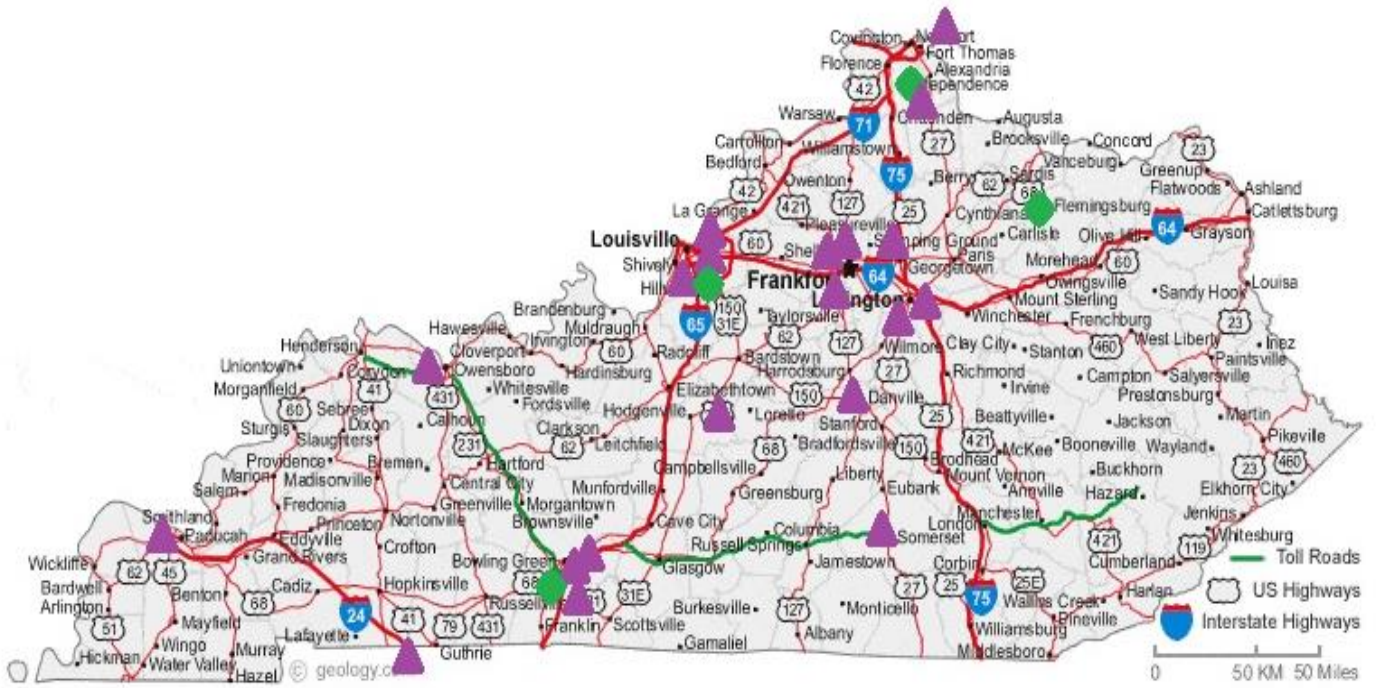 Covington
Fort Thomas
Florence
Alexandria
42
Warsaw
71
Augusta
Carrollton
27
Brooksville
Concord
Bedford
Williamstown
Vanceburg
23
75
Berry
62
Sardis
Greenup
Flatwoods
Ashland
Owenton
42
421
127
25
Cynthiana
Flemingsburg
Catlettsburg
La Grange
Pleasureville
Carlisle
64
Louisville
60
Olive Hill
Grayson
Paris
Shively
Georgetown
Morehead
60
64
Owingsville
Louisa
Sandy Hook
Mount Sterling
Brandenburg
150
31E
Taylorsville
Winchester
Frenchburg
23
65
Hawesville
Muldraugh
62
127
West Liberty
Inez
Henderson
Irvington
60
Wilmore
Clay City
Stanton
460
Paintsville
Uniontown
Cloverport
Radcliff
Bardstown
Corydon
Owensboro
Hardinsburg
Harrodsburg
27
Richmond
Campton
Salyersville
Morganfield
41
Whitesville
Elizabethtown
150
Irvine
Prestonsburg
60
Sebree
431
Fordsville
Hodgenville
Danville
25
Beattyville
Martin
Sturgis
Dixon
Calhoun
Clarkson
Stanford
Jackson
Slaughters
231
62
Leitchfield
68
Bradfordsville
150
421
McKee
Booneville
Wayland
Pikeville
Providence
Bremen
Hartford
Campbellsville
Brodhead
23
460
Marion
Madisonville
Central City
Liberty
Mount Vernon
Buckhorn
Salem
Munfordville
Greensburg
Eubank
Annville
Hazard
Elkhorn City
Fredonia
Greenville
Morgantown
Princeton
Nortonville
Brownsville
Cave City
Columbia
London
Manchester
Jenkins
Paducah
Eddyville
Russell Springs
Somerset
421
Whitesburg
Wickliffe
Grand Rivers
Crofton
Bowling Green
Glasgow
Jamestown
Corbin
Cumberland
119
Toll Roads
62
45
Bardwell
Cadiz
Hopkinsville
68
31E
27
25
25E
US Highways
Arlington
Benton
68
Burkesville
127
Monticello
75
Harlan
51
Mayfield
24
41
79
431
Franklin
Scottsville
Williamsburg
Pineville
Interstate Highways
Wingo
Lafayette
Albany
Hickman
Water Valley
Murray
Guthrie
Gamaliel
Middlesboro
Hazel
0
50 KM
50 Miles